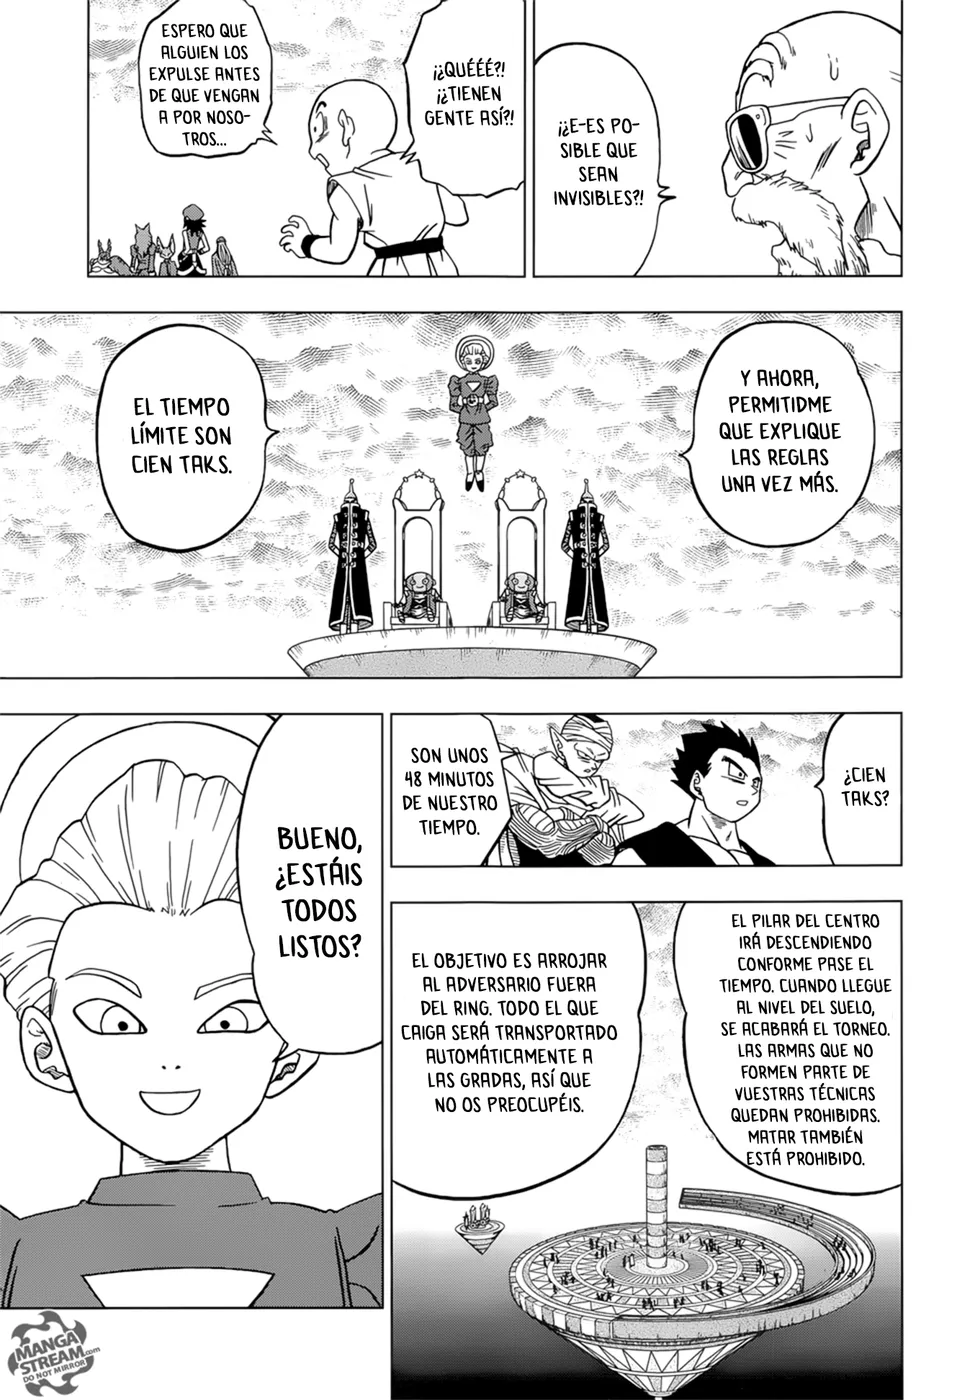 ¡¿E-ES PO-
SIBLE QUE
SEAN
INVISIBLES?!
¡¿QUÉÉÉ?!
¡¿TIENEN
GENTE ASÍ?!
ESPERO QUE
ALGUIEN LOS
EXPULSE ANTES
DE QUE VENGAN
A POR NOSO-
TROS...
Y AHORA,
PERMITIDME
QUE EXPLIQUE
LAS REGLAS
UNA VEZ MÁS.
EL TIEMPO
LÍMITE SON
CIEN TAKS.
¿CIEN
TAKS?
SON UNOS
48 MINUTOS
DE NUESTRO
TIEMPO.
EL PILAR DEL CENTRO
IRÁ DESCENDIENDO
CONFORME PASE EL
TIEMPO. CUANDO LLEGUE
AL NIVEL DEL SUELO,
SE ACABARÁ EL TORNEO.
LAS ARMAS QUE NO
FORMEN PARTE DE
VUESTRAS TÉCNICAS
QUEDAN PROHIBIDAS.
MATAR TAMBIÉN
ESTÁ PROHIBIDO.
EL OBJETIVO ES ARROJAR
AL ADVERSARIO FUERA
DEL RING. TODO EL QUE
CAIGA SERÁ TRANSPORTADO
AUTOMÁTICAMENTE A
LAS GRADAS, ASÍ QUE
NO OS PREOCUPÉIS.
BUENO,
¿ESTÁIS
TODOS
LISTOS?
MANGA
STREAM.com
DO NOT MIRROR